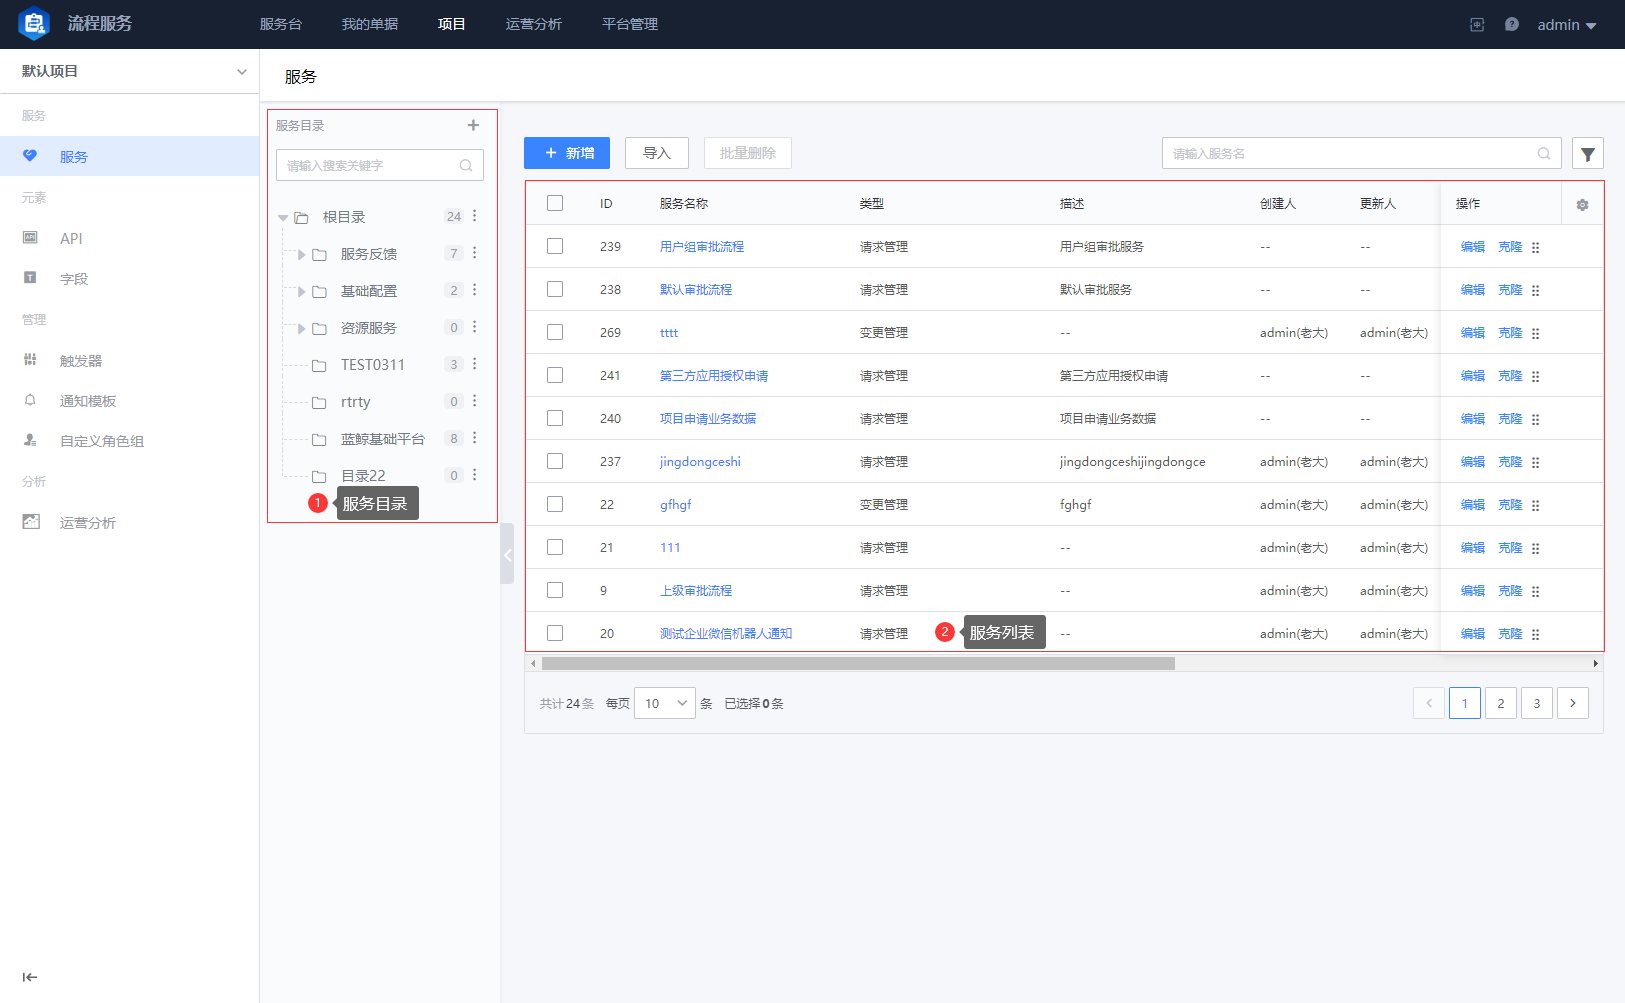 流程服务
服务台
我的单据
项目
运营分析
平台管理
admin
默认项目
服务
服务
元素
API
字段
管理
触发器
通知模板
自定义角色组
分析
运营分析
服务
服务目录
请输入搜索关键字
根目录 24
服务反馈 7
基础配置 2
资源服务 0
TEST0311 3
rtrty 0
蓝鲸基础平台 8
目录22 0
1 服务目录
新增
导入
批量删除
请输入服务名
ID 服务名称 类型 描述 创建人 更新人 操作
239 用户组审批流程 请求管理 用户组审批服务 -- -- 编辑 克隆
238 默认审批流程 请求管理 默认审批服务 -- -- 编辑 克隆
269 tttt 变更管理 -- admin(老大) admin(老大) 编辑 克隆
241 第三方应用授权申请 请求管理 第三方应用授权申请 -- -- 编辑 克隆
240 项目申请业务数据 请求管理 项目申请业务数据 -- -- 编辑 克隆
237 jingdongceshi 请求管理 jingdongceshijingdongce admin(老大) admin(老大) 编辑 克隆
22 gfhgf 变更管理 fghgf admin(老大) admin(老大) 编辑 克隆
21 111 请求管理 -- admin(老大) admin(老大) 编辑 克隆
9 上级审批流程 请求管理 -- admin(老大) admin(老大) 编辑 克隆
20 测试企业微信机器人通知 请求管理 2 服务列表 -- admin(老大) admin(老大) 编辑 克隆
共计24条 每页 10 条 已选择0条
1 2 3